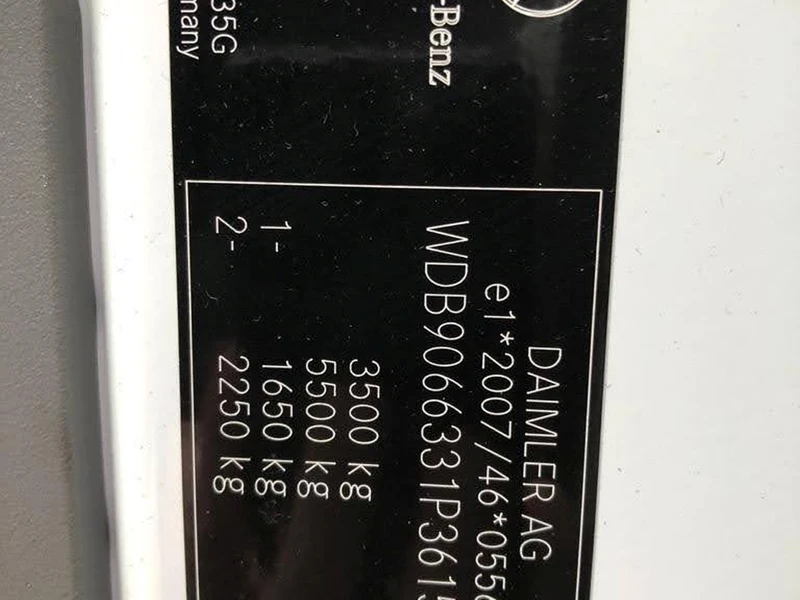 -Benz
35G
many
DAIMLER AG
e1*2007/46*055
WDB9066331P3615
3500 kg
5500 kg
1- 1650 kg
2- 2250 kg